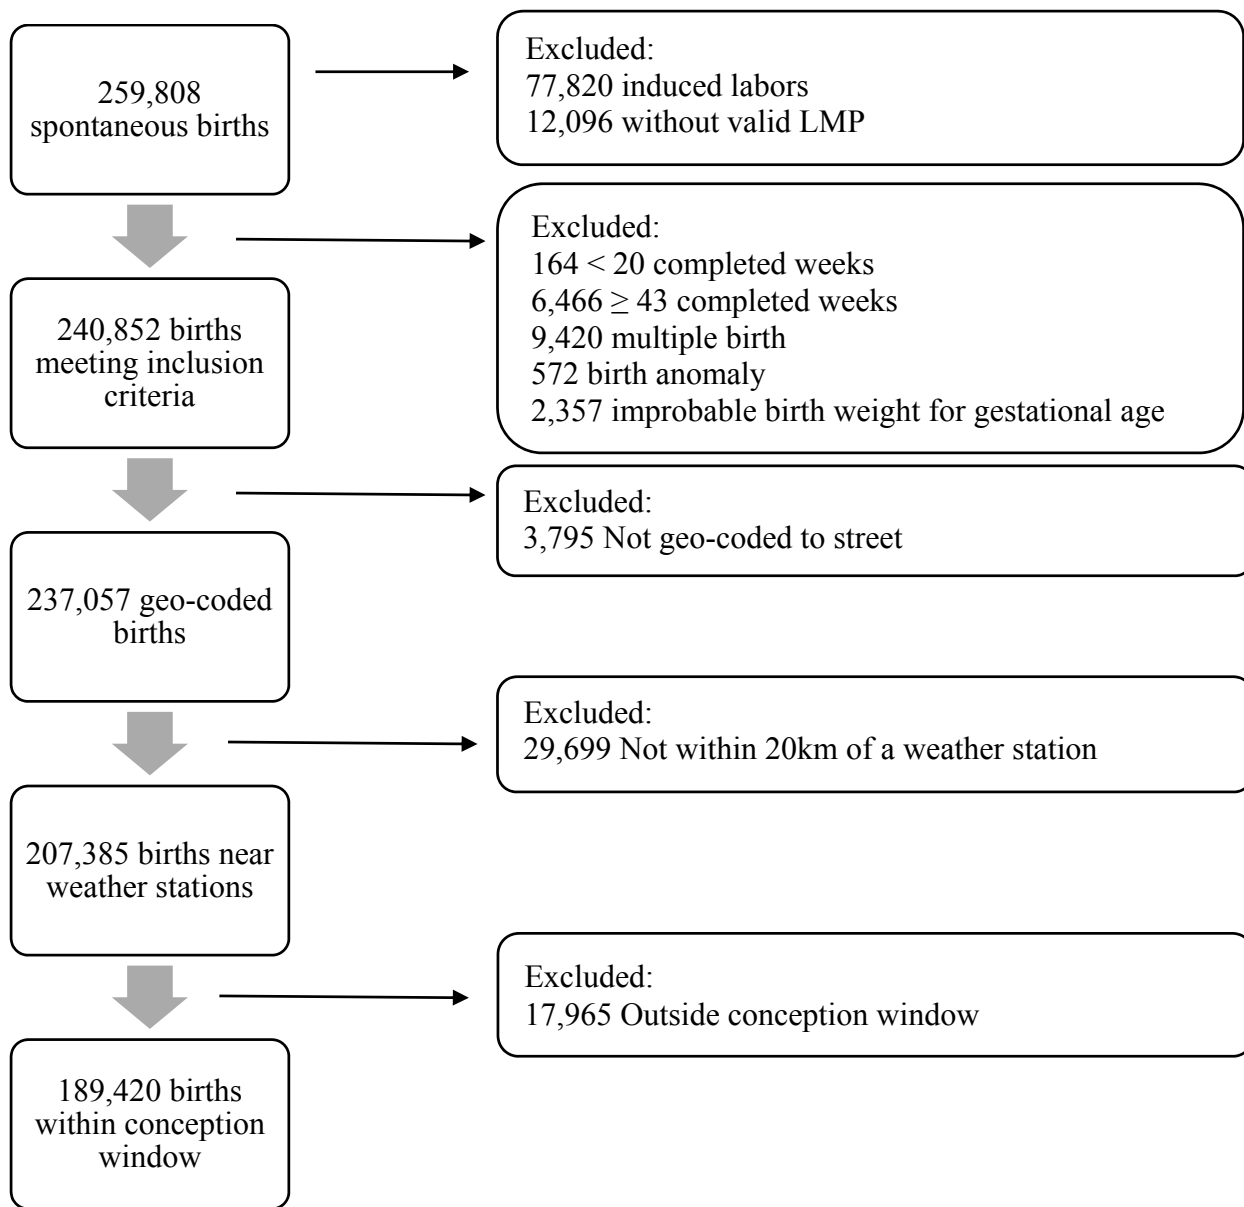 259,808
spontaneous births
Excluded:
77,820 induced labors
12,096 without valid LMP
Excluded:
164 < 20 completed weeks
6,466 ≥ 43 completed weeks
9,420 multiple birth
572 birth anomaly
2,357 improbable birth weight for gestational age
240,852 births
meeting inclusion
criteria
Excluded:
3,795 Not geo-coded to street
237,057 geo-coded
births
Excluded:
29,699 Not within 20km of a weather station
207,385 births near
weather stations
Excluded:
17,965 Outside conception window
189,420 births
within conception
window